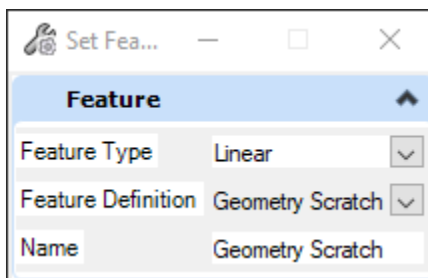 Set Fea...
Feature
Feature Type Linear
Feature Definition Geometry Scratch
Name Geometry Scratch